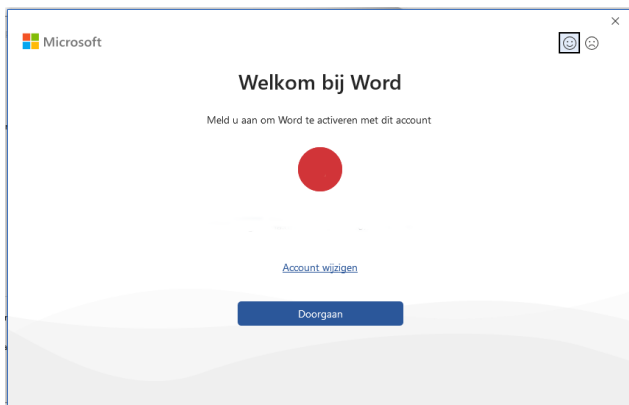 Microsoft
Welkom bij Word
Meld u aan om Word te activeren met dit account
Account wijzigen
Doorgaan